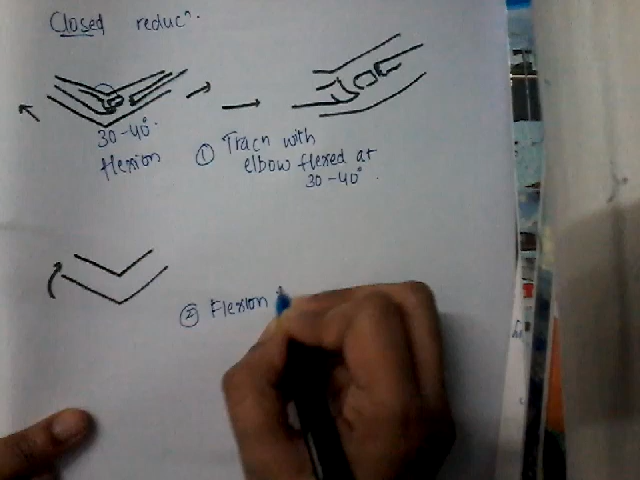 Closed reducⁿ.
30-40°.
flexion
① Tracn with
elbow flexed at
30-40°.
② Flexion